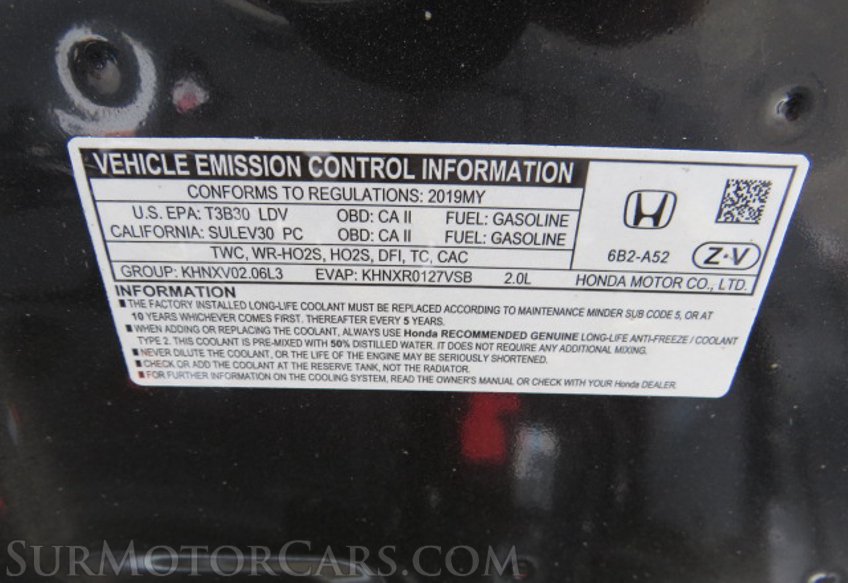 VEHICLE EMISSION CONTROL INFORMATION
CONFORMS TO REGULATIONS: 2019MY
U.S. EPA: T3B30 LDV OBD: CA II FUEL: GASOLINE
CALIFORNIA: SULEV30 PC OBD: CA II FUEL: GASOLINE
TWC, WR-HO2S, HO2S, DFI, TC, CAC
GROUP: KHNXV02.06L3 EVAP: KHNXR0127VSB 2.0L
6B2-A52 Z•V
HONDA MOTOR CO., LTD.
INFORMATION
■ THE FACTORY INSTALLED LONG-LIFE COOLANT MUST BE REPLACED ACCORDING TO MAINTENANCE MINDER SUB CODE 5, OR AT
10 YEARS WHICHEVER COMES FIRST. THEREAFTER EVERY 5 YEARS.
■ WHEN ADDING OR REPLACING THE COOLANT, ALWAYS USE Honda RECOMMENDED GENUINE LONG-LIFE ANTI-FREEZE / COOLANT
TYPE 2. THIS COOLANT IS PRE-MIXED WITH 50% DISTILLED WATER. IT DOES NOT REQUIRE ANY ADDITIONAL MIXING.
■ NEVER DILUTE THE COOLANT, OR THE LIFE OF THE ENGINE MAY BE SERIOUSLY SHORTENED.
■ CHECK OR ADD THE COOLANT AT THE RESERVE TANK, NOT THE RADIATOR.
■ FOR FURTHER INFORMATION ON THE COOLING SYSTEM, READ THE OWNER'S MANUAL OR CHECK WITH YOUR Honda DEALER.
SURMOTORCARS.COM